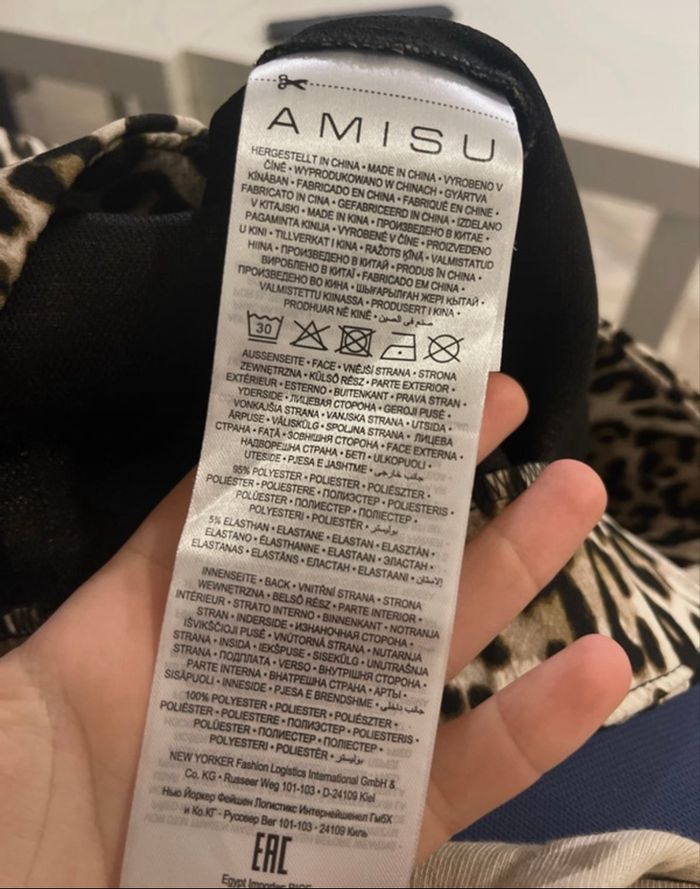 AMISU
HERGESTELLT IN CHINA • MADE IN CHINA • VYROBENO V
ČÍNĚ • WYPRODUKOWANO W CHINACH • GYÁRTVA
KÍNÁBAN • FABRICADO EN CHINA • FABRIQUÉ EN CHINE •
FABRICATO IN CINA • GEFABRICEERD IN CHINA • IZDELANO
V KITAJSKI • MADE IN KINA • ПРОИЗВЕДЕНО В КИТАЕ •
PAGAMINTA KINIJA • VYROBENÉ V ČÍNE • PROIZVEDENO
U KINI • TILLVERKAT I KINA • RAŽOTS ĶĪNĀ • VALMISTATUD
HIINA • ПРОИЗВЕДЕНО В КИТАЙ • PRODUS ÎN CHINA •
ВИРОБЛЕНО В КИТАЇ • FABRICADO EM CHINA •
ПРОИЗВЕДЕНО ВО КИНА • ШЫҒАРЫЛҒАН ЖЕРІ ҚЫТАЙ •
VALMISTETTU KIINASSA • PRODUSERT I KINA •
PRODHUAR NË KINË • صنع في الصين
30
AUSSENSEITE • FACE • VNĚJŠÍ STRANA • STRONA
ZEWNĘTRZNA • KÜLSŐ RÉSZ • PARTE EXTERIOR •
EXTÉRIEUR • ESTERNO • BUITENKANT • PRAVA STRAN •
YDERSIDE • ЛИЦЕВАЯ СТОРОНА • GEROJI PUSĖ •
VONKAJŠIA STRANA • VANJSKA STRANA • UTSIDA •
ĀRPUSE • VÄLISKÜLG • SPOLJNA STRANA • ЛИЦЕВА
СТРАНА • FAȚĂ • ЗОВНІШНЯ СТОРОНА • FACE EXTERNA •
НАДВОРЕШНА СТРАНА • БЕТІ • ULKOPUOLI •
UTESIDE • PJESA E JASHTME • جانب خارجي
95% POLYESTER • POLIESTER • POLIÉSZTER •
POLIÉSTER • POLIESTERE • ПОЛИЭСТЕР • POLIESTERIS •
POLÜESTER • ПОЛИЕСТЕР • ПОЛІЕСТЕР •
POLYESTERI • POLIESTËR • بوليستر
5% ELASTHAN • ELASTANE • ELASTAN • ELASZTÁN •
ELASTANO • ÉLASTHANNE • ELASTAAN • ЭЛАСТАН •
ELASTANAS • ELASTĀNS • ЕЛАСТАН • ELASTAANI • الاستان
INNENSEITE • BACK • VNITŘNÍ STRANA • STRONA
WEWNĘTRZNA • BELSŐ RÉSZ • PARTE INTERIOR •
INTÉRIEUR • STRATO INTERNO • BINNENKANT • NOTRANJA
STRAN • INDERSIDE • ИЗНАНОЧНАЯ СТОРОНА •
IŠVIKŠČIOJI PUSĖ • VNÚTORNÁ STRANA • NUTARNJA
STRANA • INSIDA • IEKŠPUSE • SISEKÜLG • UNUTRAŠNJA
STRANA • ПОДПЛАТА • VERSO • ВНУТРІШНЯ СТОРОНА •
PARTE INTERNA • ВНАТРЕШНА СТРАНА • АРТЫ •
SISÄPUOLI • INNESIDE • PJESA E BRENDSHME • جانب داخلي
100% POLYESTER • POLIESTER • POLIÉSZTER •
POLIÉSTER • POLIESTERE • ПОЛИЭСТЕР • POLIESTERIS •
POLÜESTER • ПОЛИЕСТЕР • ПОЛІЕСТЕР •
POLYESTERI • POLIESTËR • بوليستر
NEW YORKER Fashion Logistics International GmbH &
Co. KG • Russeer Weg 101-103 • D-24109 Kiel
Нью Йоркер Фейшен Логистикс Интернейшенел ГмбХ
и Ко.КГ • Руссеер Вег 101-103 • 24109 Киль
EAC
Egypt Importer